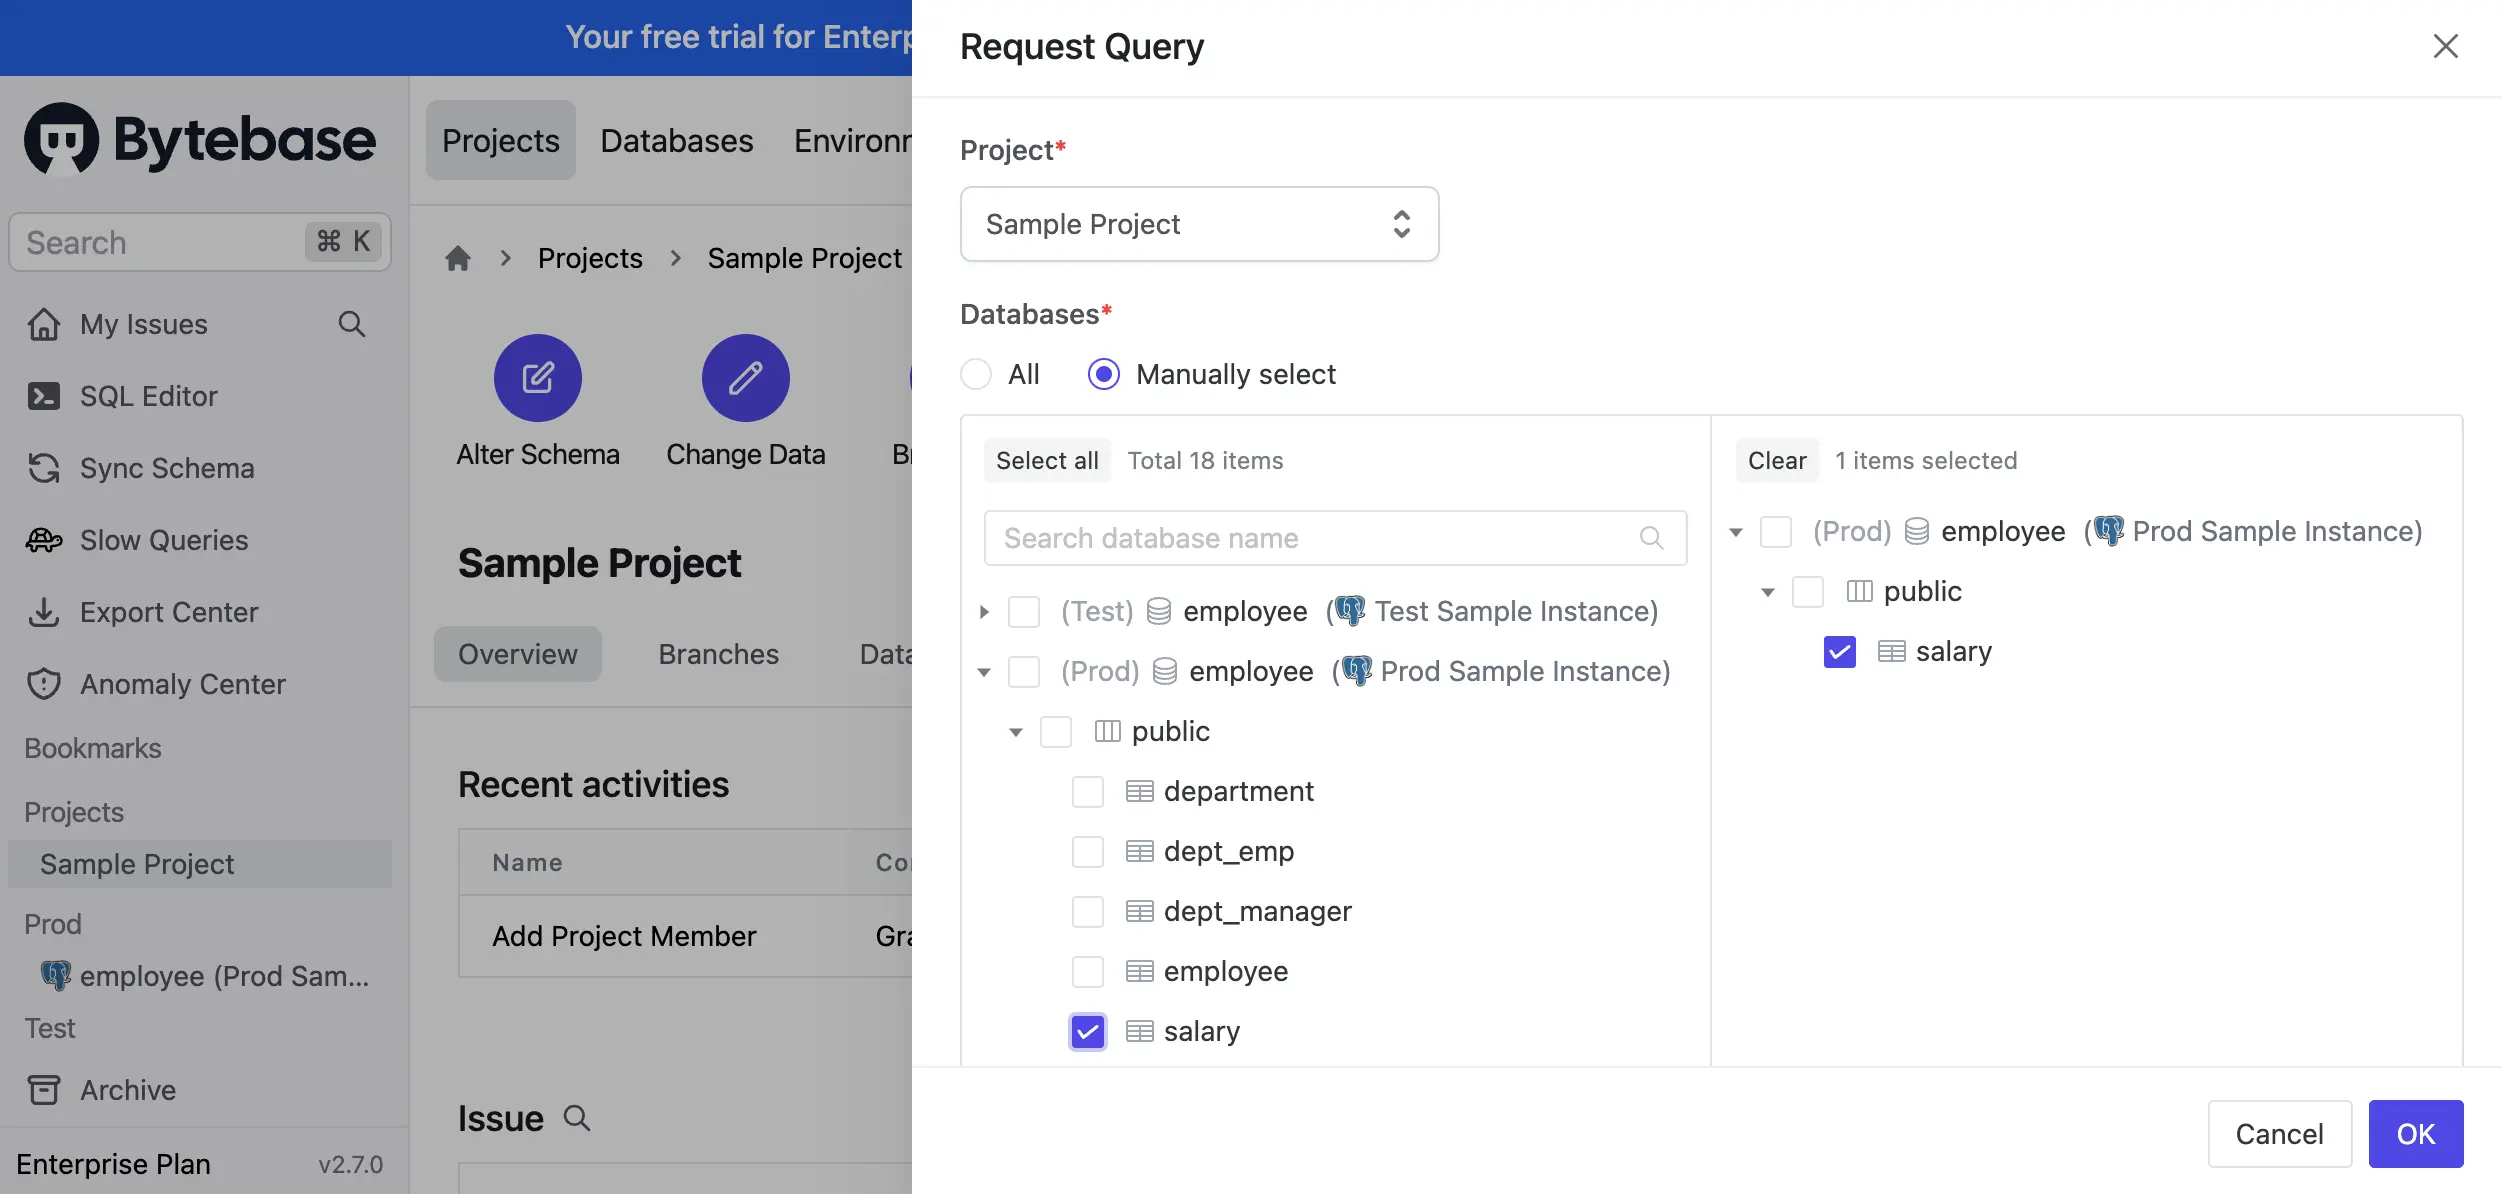 Your free trial for Enterp
Bytebase
Search
⌘ K
My Issues
SQL Editor
Sync Schema
Slow Queries
Export Center
Anomaly Center
Bookmarks
Projects
Sample Project
Prod
employee (Prod Sam...
Test
Archive
Enterprise Plan
v2.7.0
Projects
Databases
Environ
Projects
Sample Project
Alter Schema
Change Data
Sample Project
Overview
Branches
Data
Recent activities
Name
Co
Add Project Member
Gra
Issue
Request Query
Project*
Sample Project
Databases*
All
Manually select
Select all
Total 18 items
Search database name
(Test) employee (Test Sample Instance)
(Prod) employee (Prod Sample Instance)
public
department
dept_emp
dept_manager
employee
salary
Clear
1 items selected
(Prod) employee (Prod Sample Instance)
public
salary
Cancel
OK